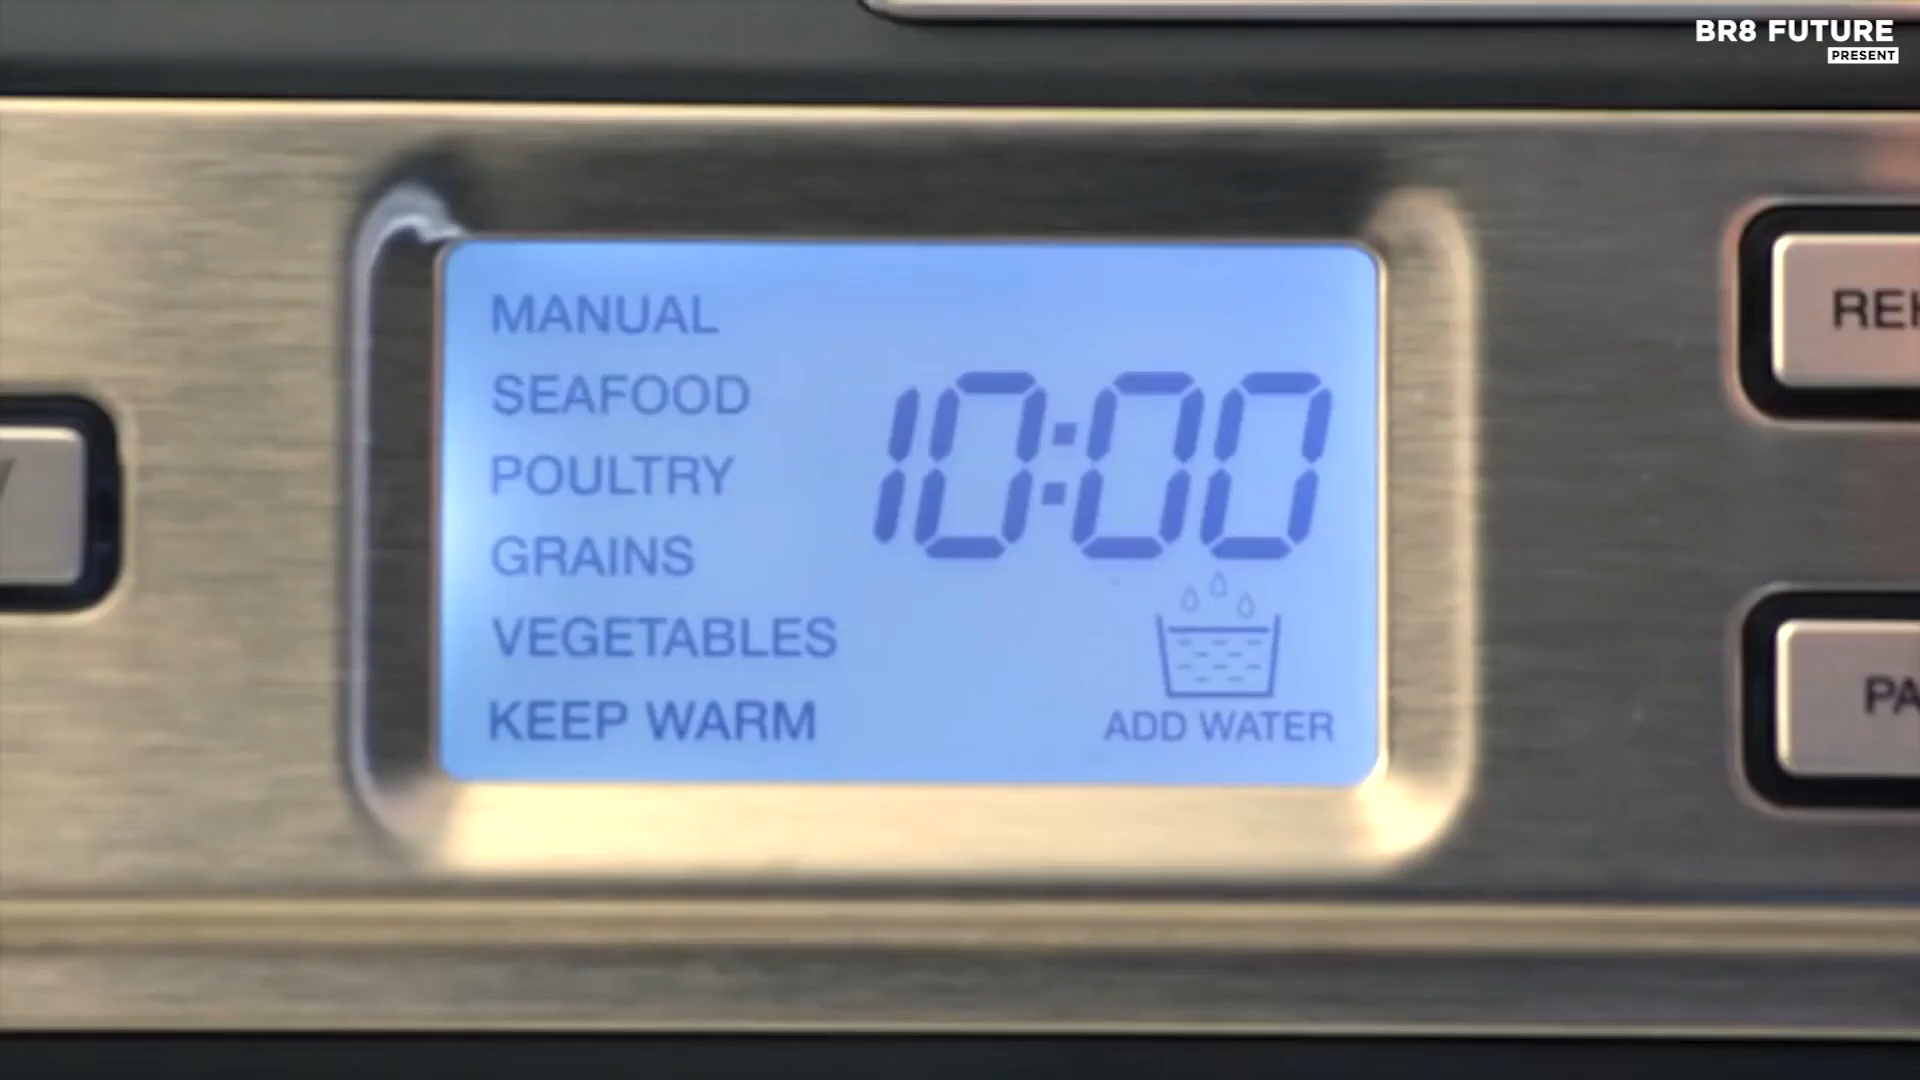 BR8 FUTURE
PRESENT
MANUAL
SEAFOOD
POULTRY
GRAINS
VEGETABLES
KEEP WARM
10:00
ADD WATER